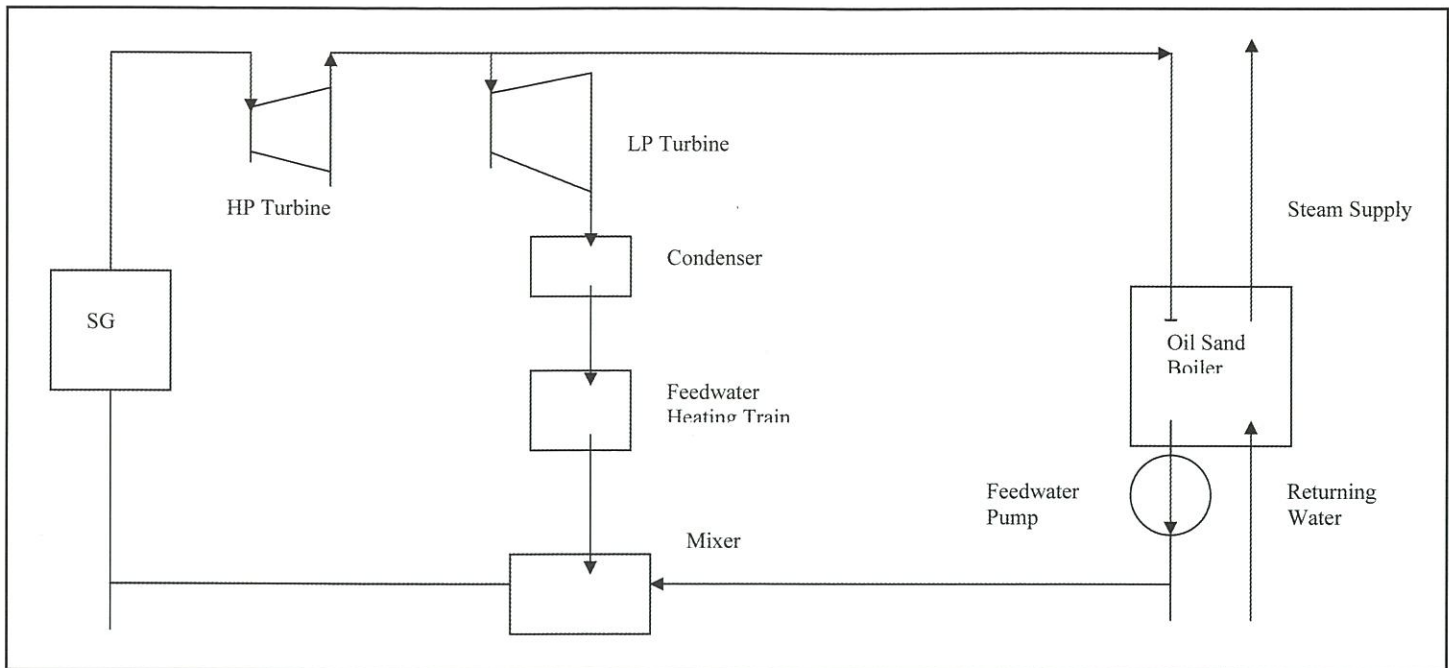 LP Turbine
HP Turbine
Steam Supply
Condenser
SG
Oil Sand
Boiler
Feedwater
Heating Train
Feedwater
Pump
Returning
Water
Mixer